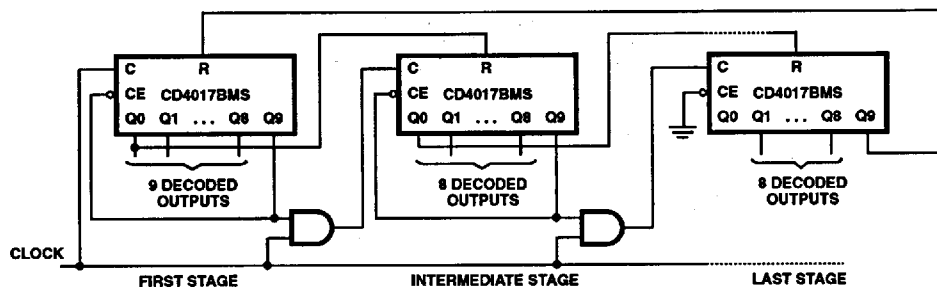 C R
CE CD4017BMS
Q0 Q1 ... Q8 Q9
9 DECODED
OUTPUTS
C R
CE CD4017BMS
Q0 Q1 ... Q8 Q9
8 DECODED
OUTPUTS
C R
CE CD4017BMS
Q0 Q1 ... Q8 Q9
8 DECODED
OUTPUTS
CLOCK
FIRST STAGE
INTERMEDIATE STAGE
LAST STAGE